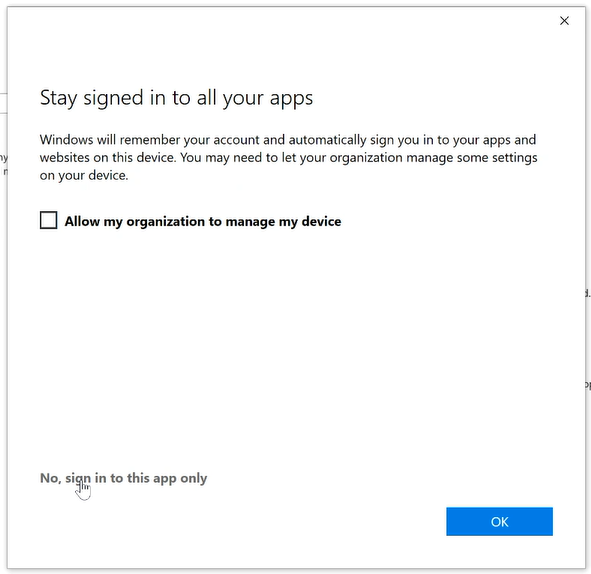 Stay signed in to all your apps
Windows will remember your account and automatically sign you in to your apps and
websites on this device. You may need to let your organization manage some settings
on your device.
Allow my organization to manage my device
No, sign in to this app only
OK